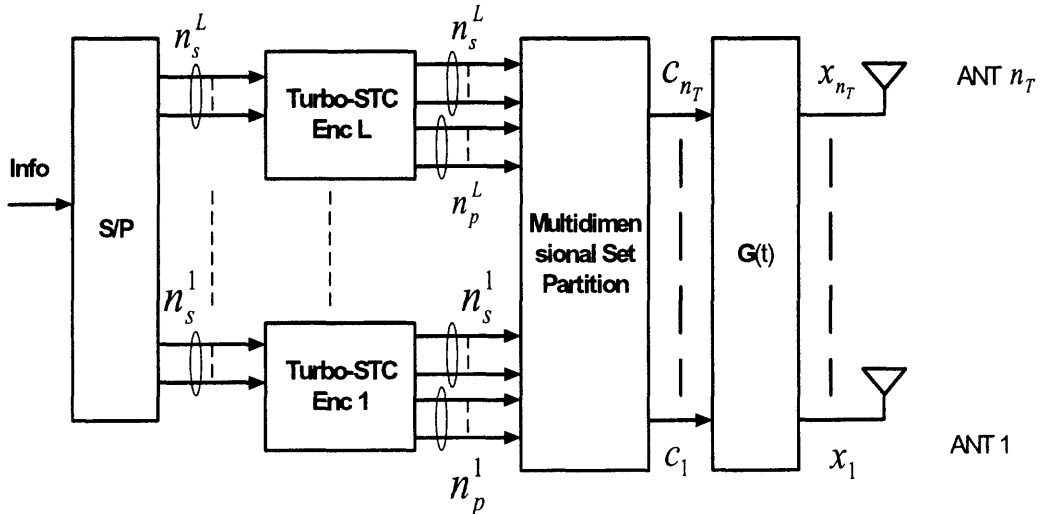 n_s^L
n_s^L
Turbo-STC
Enc L
n_p^L
c_{n_T}
x_{n_T}
ANT n_T
Info
S/P
Multidimen
sional Set
Partition
G(t)
n_s^1
n_s^1
Turbo-STC
Enc 1
n_p^1
c_1
x_1
ANT 1